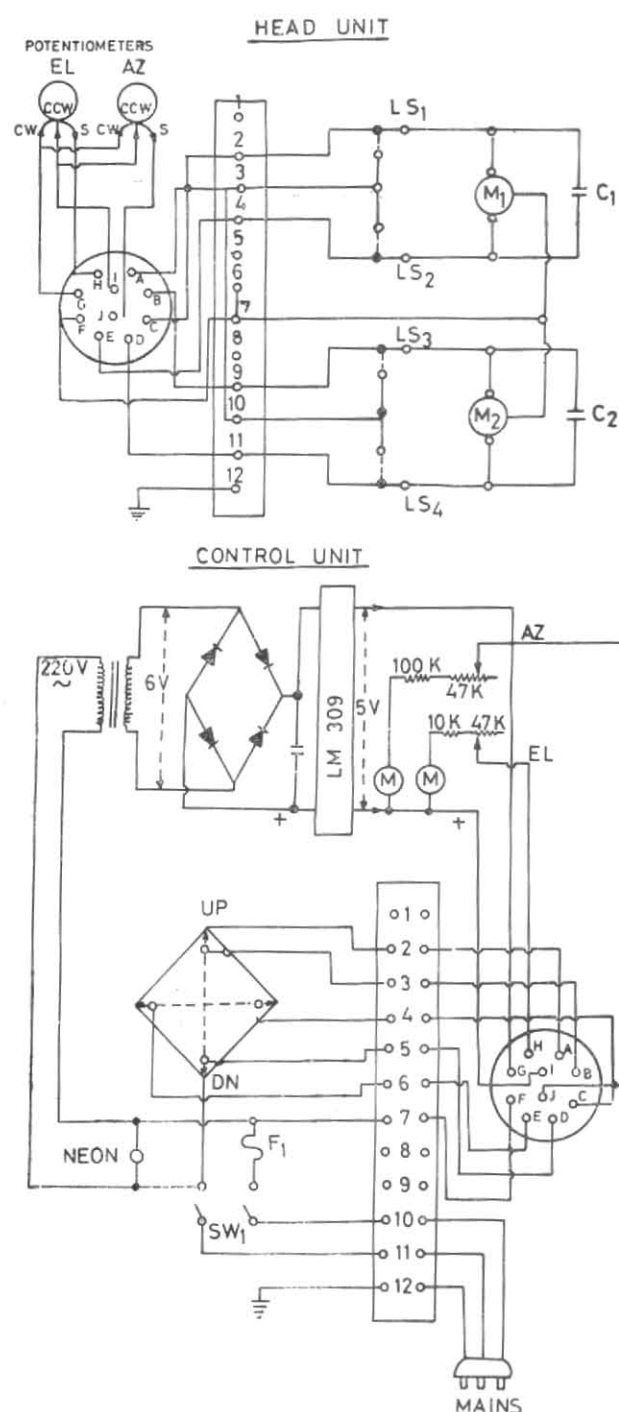 HEAD UNIT
POTENTIOMETERS
EL AZ
CCW CCW
CW S CW S
1
2
3
4
5
6
7
8
9
10
11
12
LS1
LS2
M1
C1
LS3
LS4
M2
C2
H I A
G B
J
F C
E D
CONTROL UNIT
220V
~
6V
LM 309
5V
+
AZ
100K
47K
10K 47K
EL
M M
+
UP
DN
NEON
F1
SW1
1
2
3
4
5
6
7
8
9
10
11
12
H A
G I B
F J C
E D
MAINS